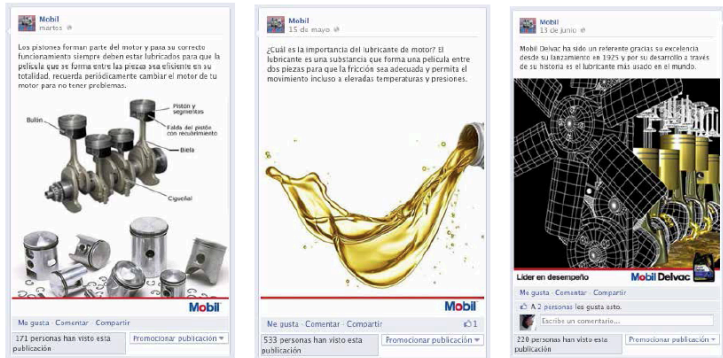 Mobil
martes
Los pistones forman parte del motor y para su correcto
funcionamiento siempre deben estar lubricados para que la
película que se forma entre las piezas sea eficiente en su
totalidad, recuerda periódicamente cambiar el motor de tu
motor para no tener problemas.
Bulón
Pistón y
segmentos
Falda del pistón
con recubrimiento
Biela
Cigueñal
Mobil
Me gusta · Comentar · Compartir
171 personas han visto esta
publicación
Promocionar publicación
Mobil
15 de mayo
¿Cuál es la importancia del lubricante de motor? El
lubricante es una substancia que forma una película entre
dos piezas para que la fricción sea adecuada y permita el
movimiento incluso a elevadas temperaturas y presiones.
Mobil
Me gusta · Comentar · Compartir
1
533 personas han visto esta
publicación
Promocionar publicación
Mobil
13 de junio
Mobil Delvac ha sido un referente gracias su excelencia
desde su lanzamiento en 1925 y por su desarrollo a través
de su historia es el lubricante más usado en el mundo.
Líder en desempeño
Mobil Delvac
Me gusta · Comentar · Compartir
A 2 personas les gusta esto.
Escribe un comentario...
220 personas han visto esta
publicación
Promocionar publicación